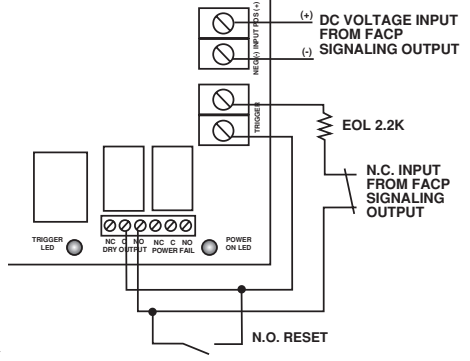 NEG(-) INPUT POS (+)
(+)
(-)
DC VOLTAGE INPUT
FROM FACP
SIGNALING OUTPUT
TRIGGER
EOL 2.2K
N.C. INPUT
FROM FACP
SIGNALING
OUTPUT
TRIGGER
LED
NC C NO NC C NO
DRY OUTPUT POWER FAIL
POWER
ON LED
N.O. RESET